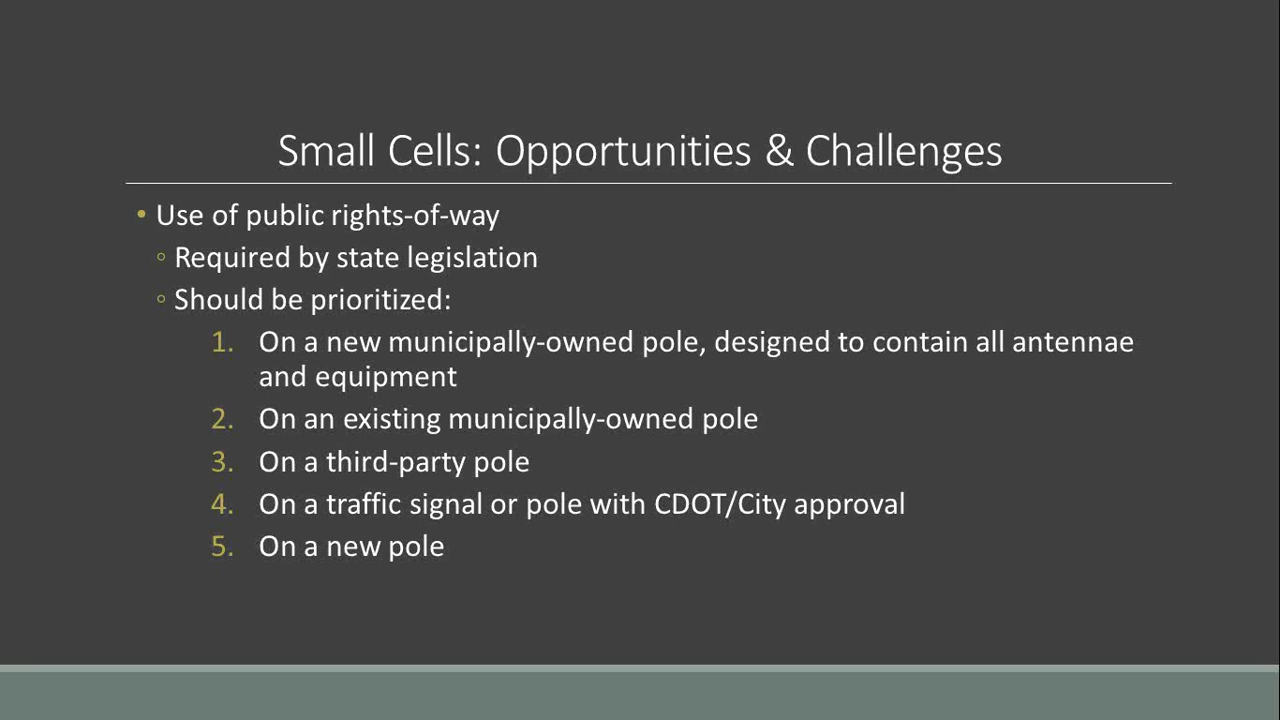 Small Cells: Opportunities & Challenges
• Use of public rights-of-way
◦ Required by state legislation
◦ Should be prioritized:
1. On a new municipally-owned pole, designed to contain all antennae
and equipment
2. On an existing municipally-owned pole
3. On a third-party pole
4. On a traffic signal or pole with CDOT/City approval
5. On a new pole